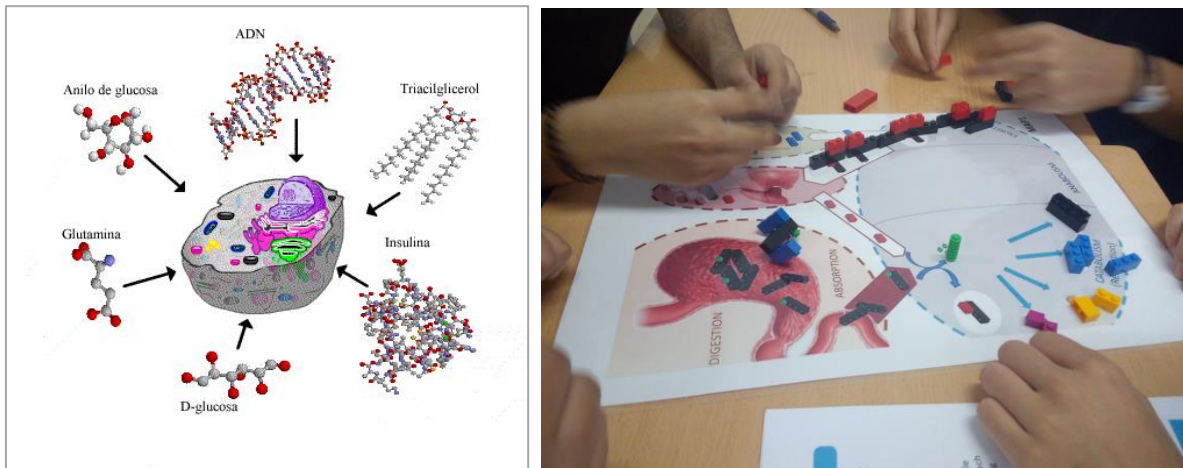 ADN
Anilo de glucosa
Triacilglicerol
Glutamina
Insulina
D-glucosa
ANABOLISM
ABSORPTION
CATABOLISM
DIGESTION